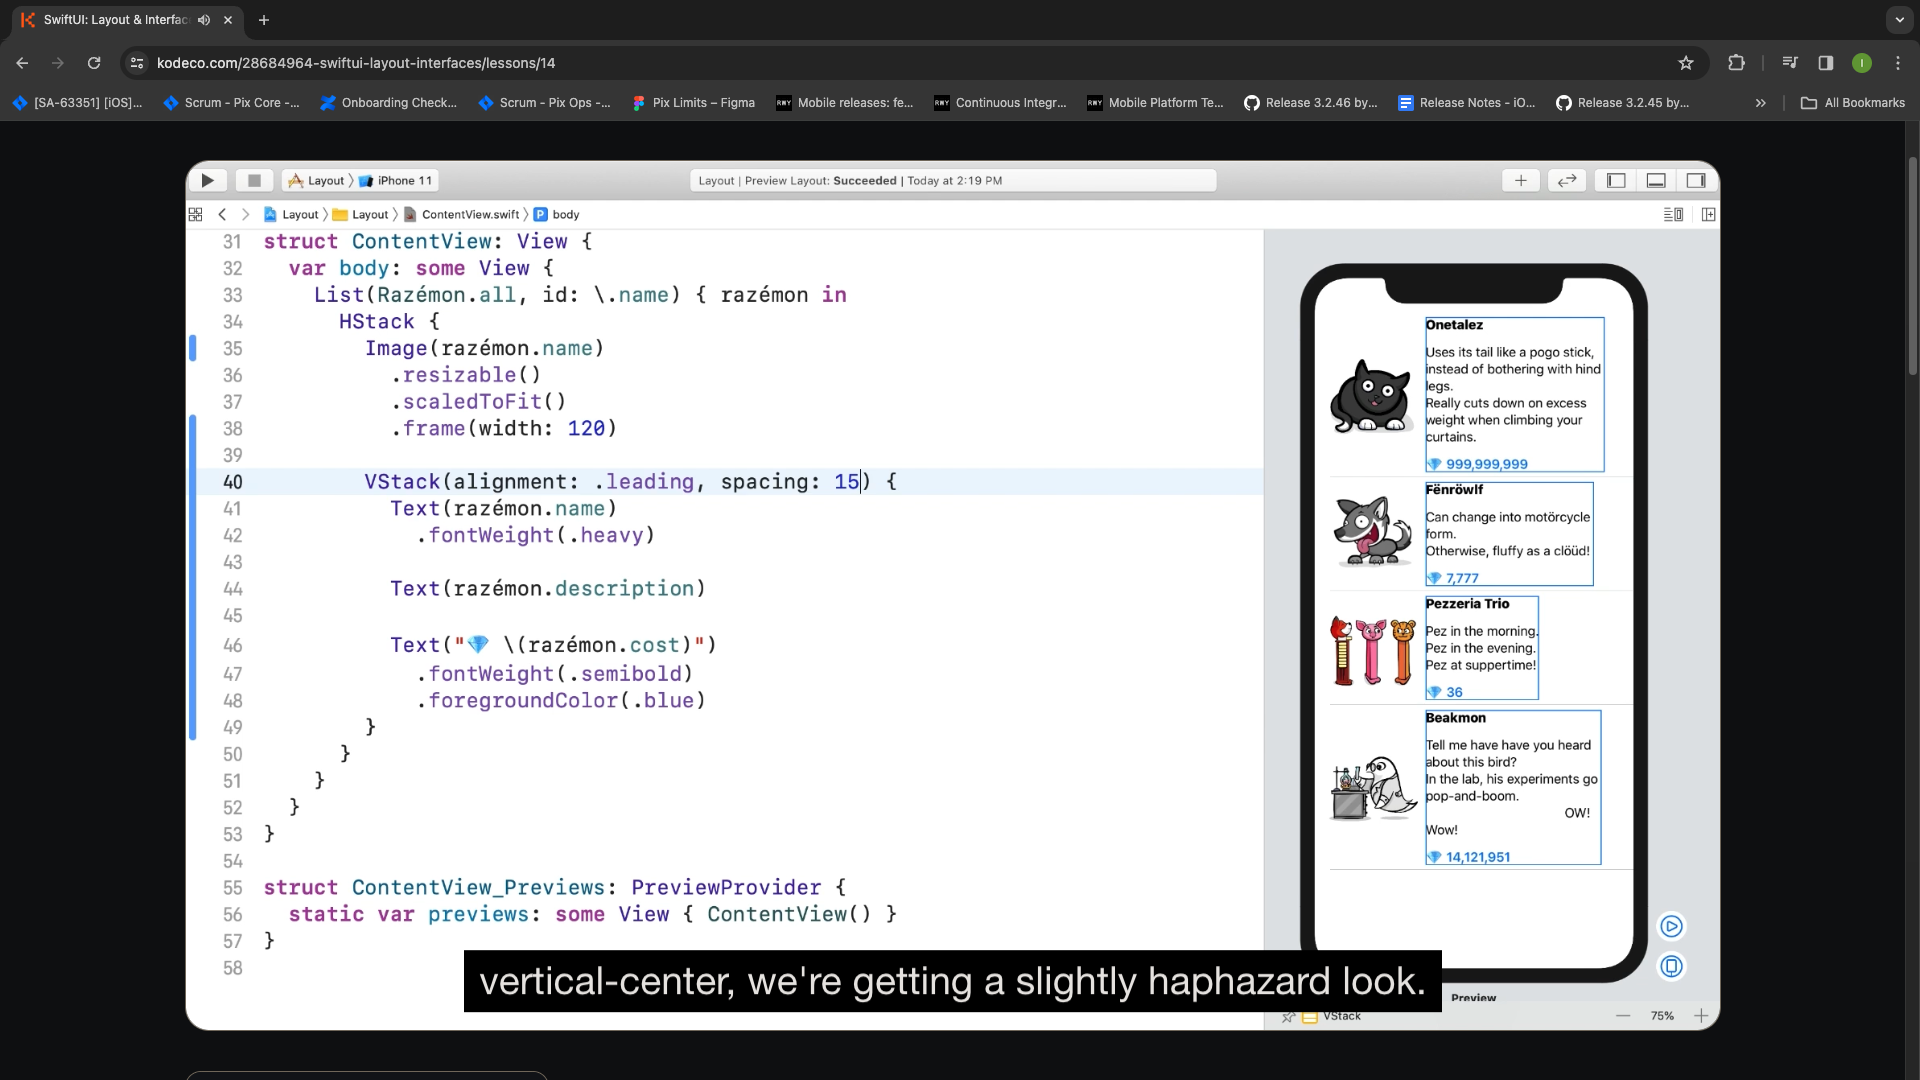 SwiftUI: Layout & Interfac
kodeco.com/28684964-swiftui-layout-interfaces/lessons/14
[SA-63351] [iOS]...
Scrum - Pix Core -...
Onboarding Check...
Scrum - Pix Ops -...
Pix Limits – Figma
Mobile releases: fe...
Continuous Integr...
Mobile Platform Te...
Release 3.2.46 by...
Release Notes - iO...
Release 3.2.45 by...
»
All Bookmarks
Layout 〉 iPhone 11
Layout | Preview Layout: Succeeded | Today at 2:19 PM
Layout 〉 Layout 〉 ContentView.swift 〉 P body
31 struct ContentView: View {
32 var body: some View {
33 List(Razémon.all, id: \.name) { razémon in
34 HStack {
35 Image(razémon.name)
36 .resizable()
37 .scaledToFit()
38 .frame(width: 120)
39
40 VStack(alignment: .leading, spacing: 15) {
41 Text(razémon.name)
42 .fontWeight(.heavy)
43
44 Text(razémon.description)
45
46 Text("💎 \(razémon.cost)")
47 .fontWeight(.semibold)
48 .foregroundColor(.blue)
49 }
50 }
51 }
52 }
53 }
54
55 struct ContentView_Previews: PreviewProvider {
56 static var previews: some View { ContentView() }
57 }
58
Onetalez
Uses its tail like a pogo stick,
instead of bothering with hind
legs.
Really cuts down on excess
weight when climbing your
curtains.
💎 999,999,999
Fënröwlf
Can change into motörcycle
form.
Otherwise, fluffy as a clöüd!
💎 7,777
Pezzeria Trio
Pez in the morning.
Pez in the evening.
Pez at suppertime!
💎 36
Beakmon
Tell me have have you heard
about this bird?
In the lab, his experiments go
pop-and-boom.
OW!
Wow!
💎 14,121,951
vertical-center, we're getting a slightly haphazard look.
Preview
VStack
75%